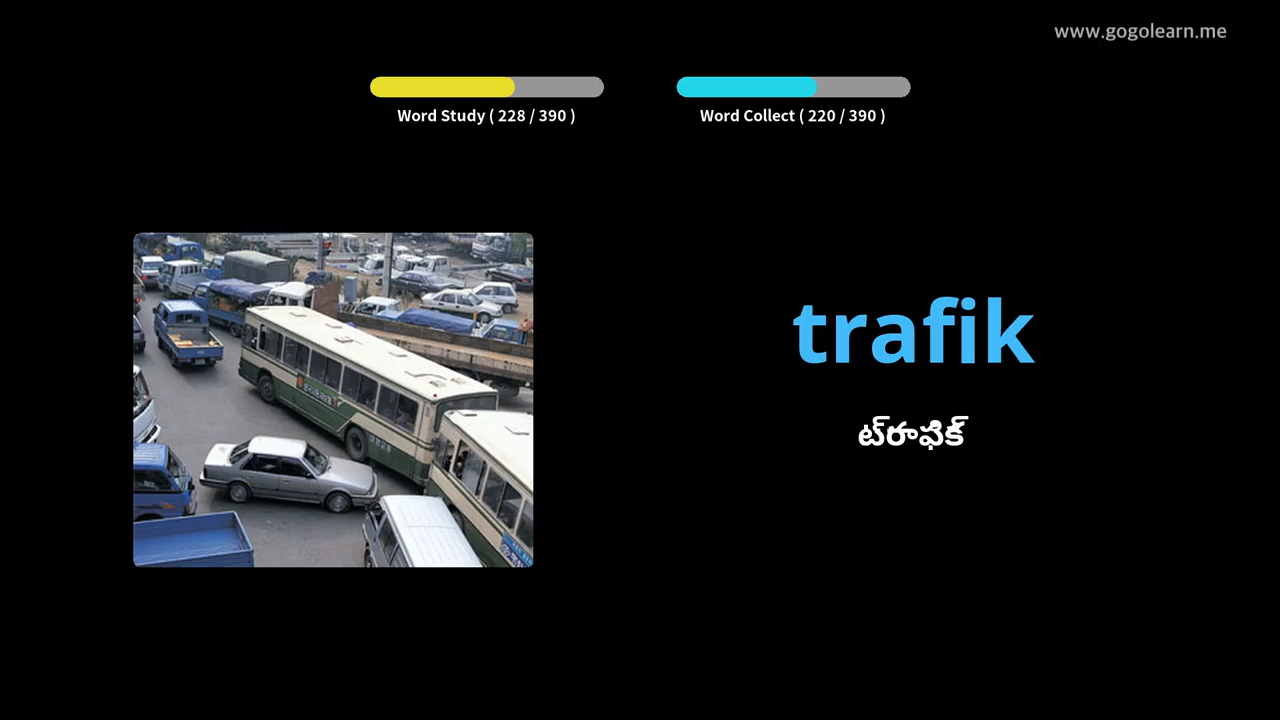 www.gogolearn.me
Word Study ( 228 / 390 )
Word Collect ( 220 / 390 )
trafik
ట్‌రాఫిక్